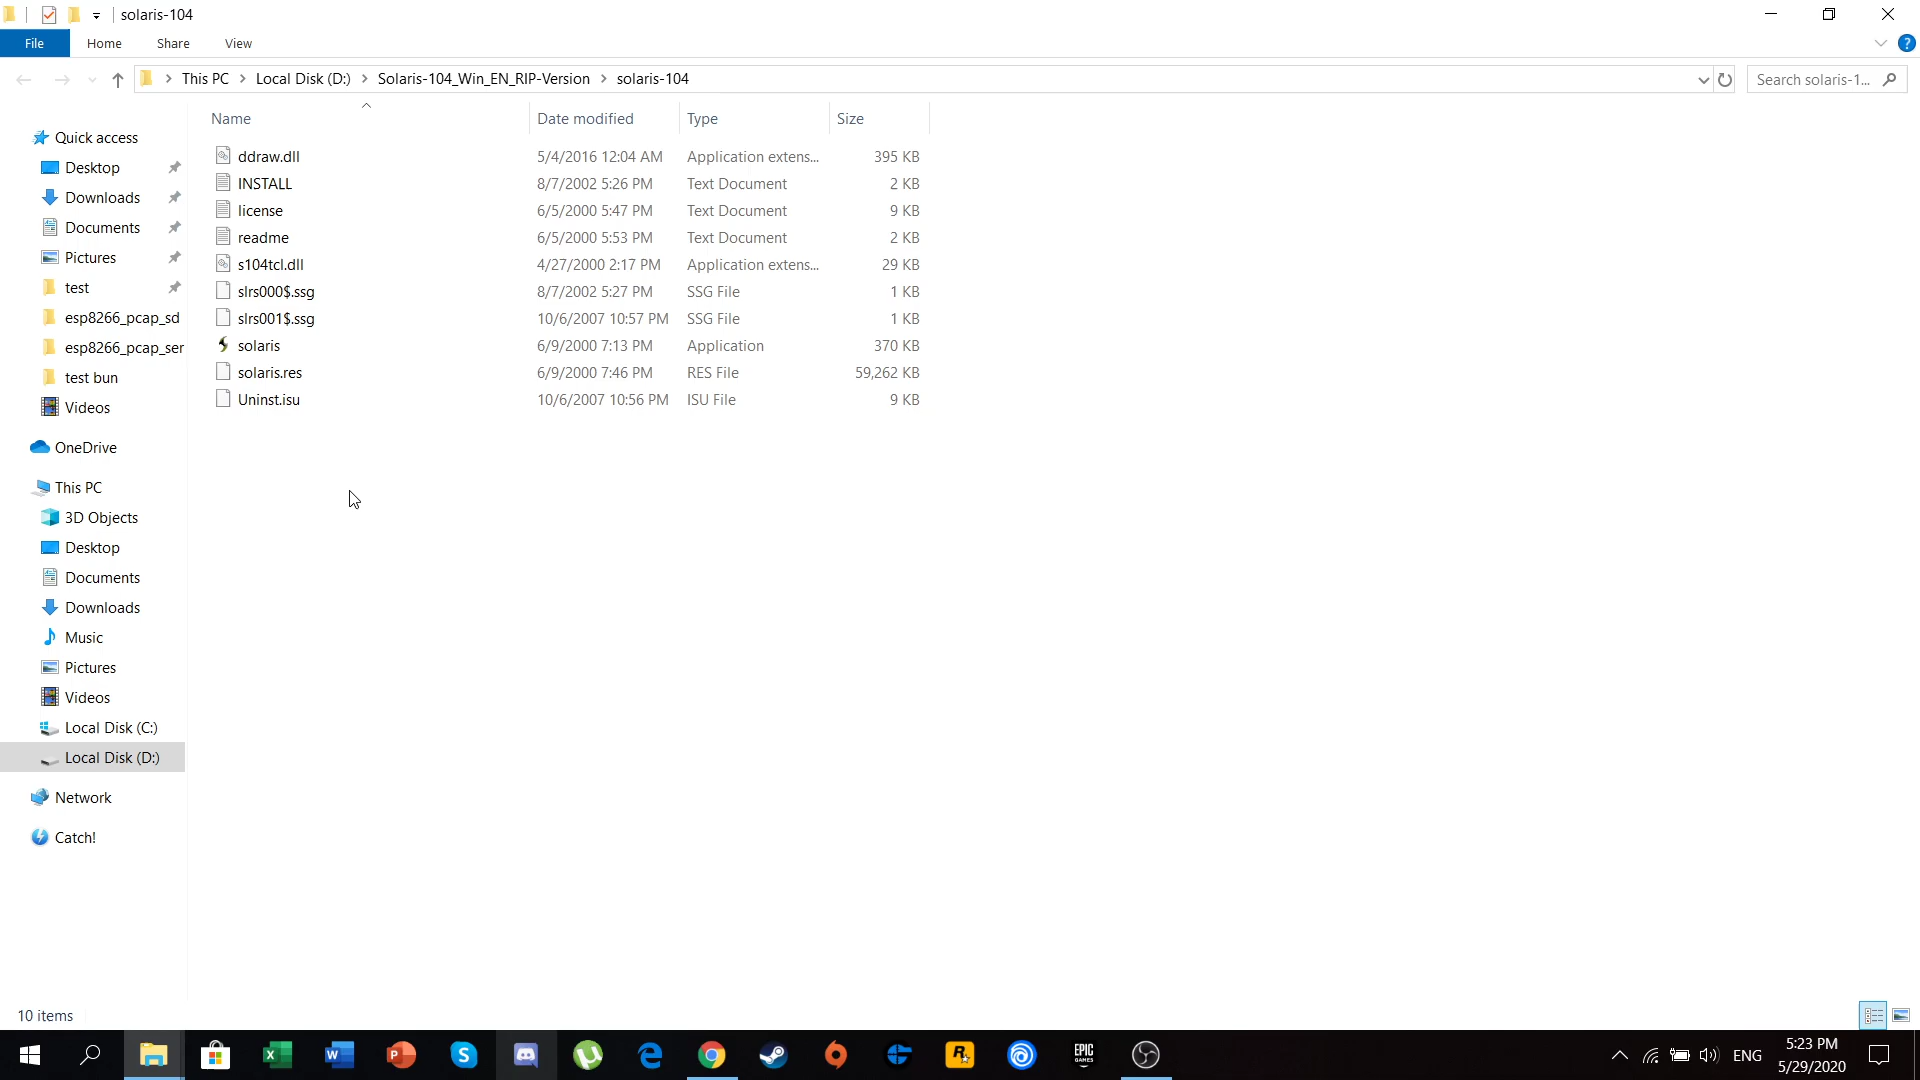 solaris-104
File Home Share View
This PC Local Disk (D:) Solaris-104_Win_EN_RIP-Version solaris-104
Search solaris-1...
Name Date modified Type Size
Quick access
Desktop
Downloads
Documents
Pictures
test
esp8266_pcap_sd
esp8266_pcap_ser
test bun
Videos
OneDrive
This PC
3D Objects
Desktop
Documents
Downloads
Music
Pictures
Videos
Local Disk (C:)
Local Disk (D:)
Network
Catch!
ddraw.dll 5/4/2016 12:04 AM Application extens... 395 KB
INSTALL 8/7/2002 5:26 PM Text Document 2 KB
license 6/5/2000 5:47 PM Text Document 9 KB
readme 6/5/2000 5:53 PM Text Document 2 KB
s104tcl.dll 4/27/2000 2:17 PM Application extens... 29 KB
slrs000$.ssg 8/7/2002 5:27 PM SSG File 1 KB
slrs001$.ssg 10/6/2007 10:57 PM SSG File 1 KB
solaris 6/9/2000 7:13 PM Application 370 KB
solaris.res 6/9/2000 7:46 PM RES File 59,262 KB
Uninst.isu 10/6/2007 10:56 PM ISU File 9 KB
10 items
EPIC
GAMES
ENG
5:23 PM
5/29/2020